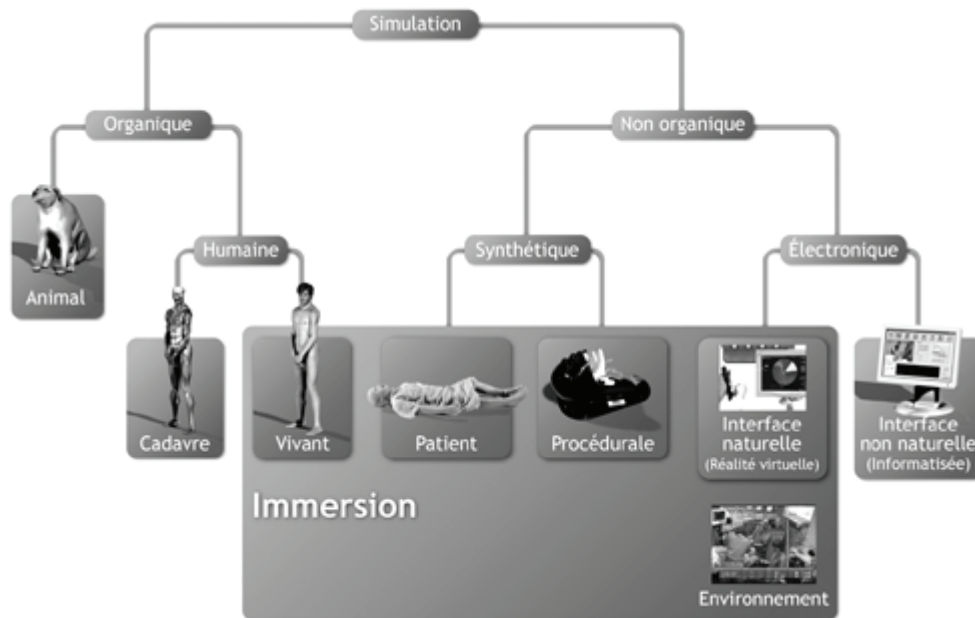 Simulation
Organique
Non organique
Animal
Humaine
Synthétique
Électronique
Cadavre
Vivant
Patient
Procédurale
Interface
naturelle
(Réalité virtuelle)
Interface
non naturelle
(Informatisée)
Immersion
Environnement